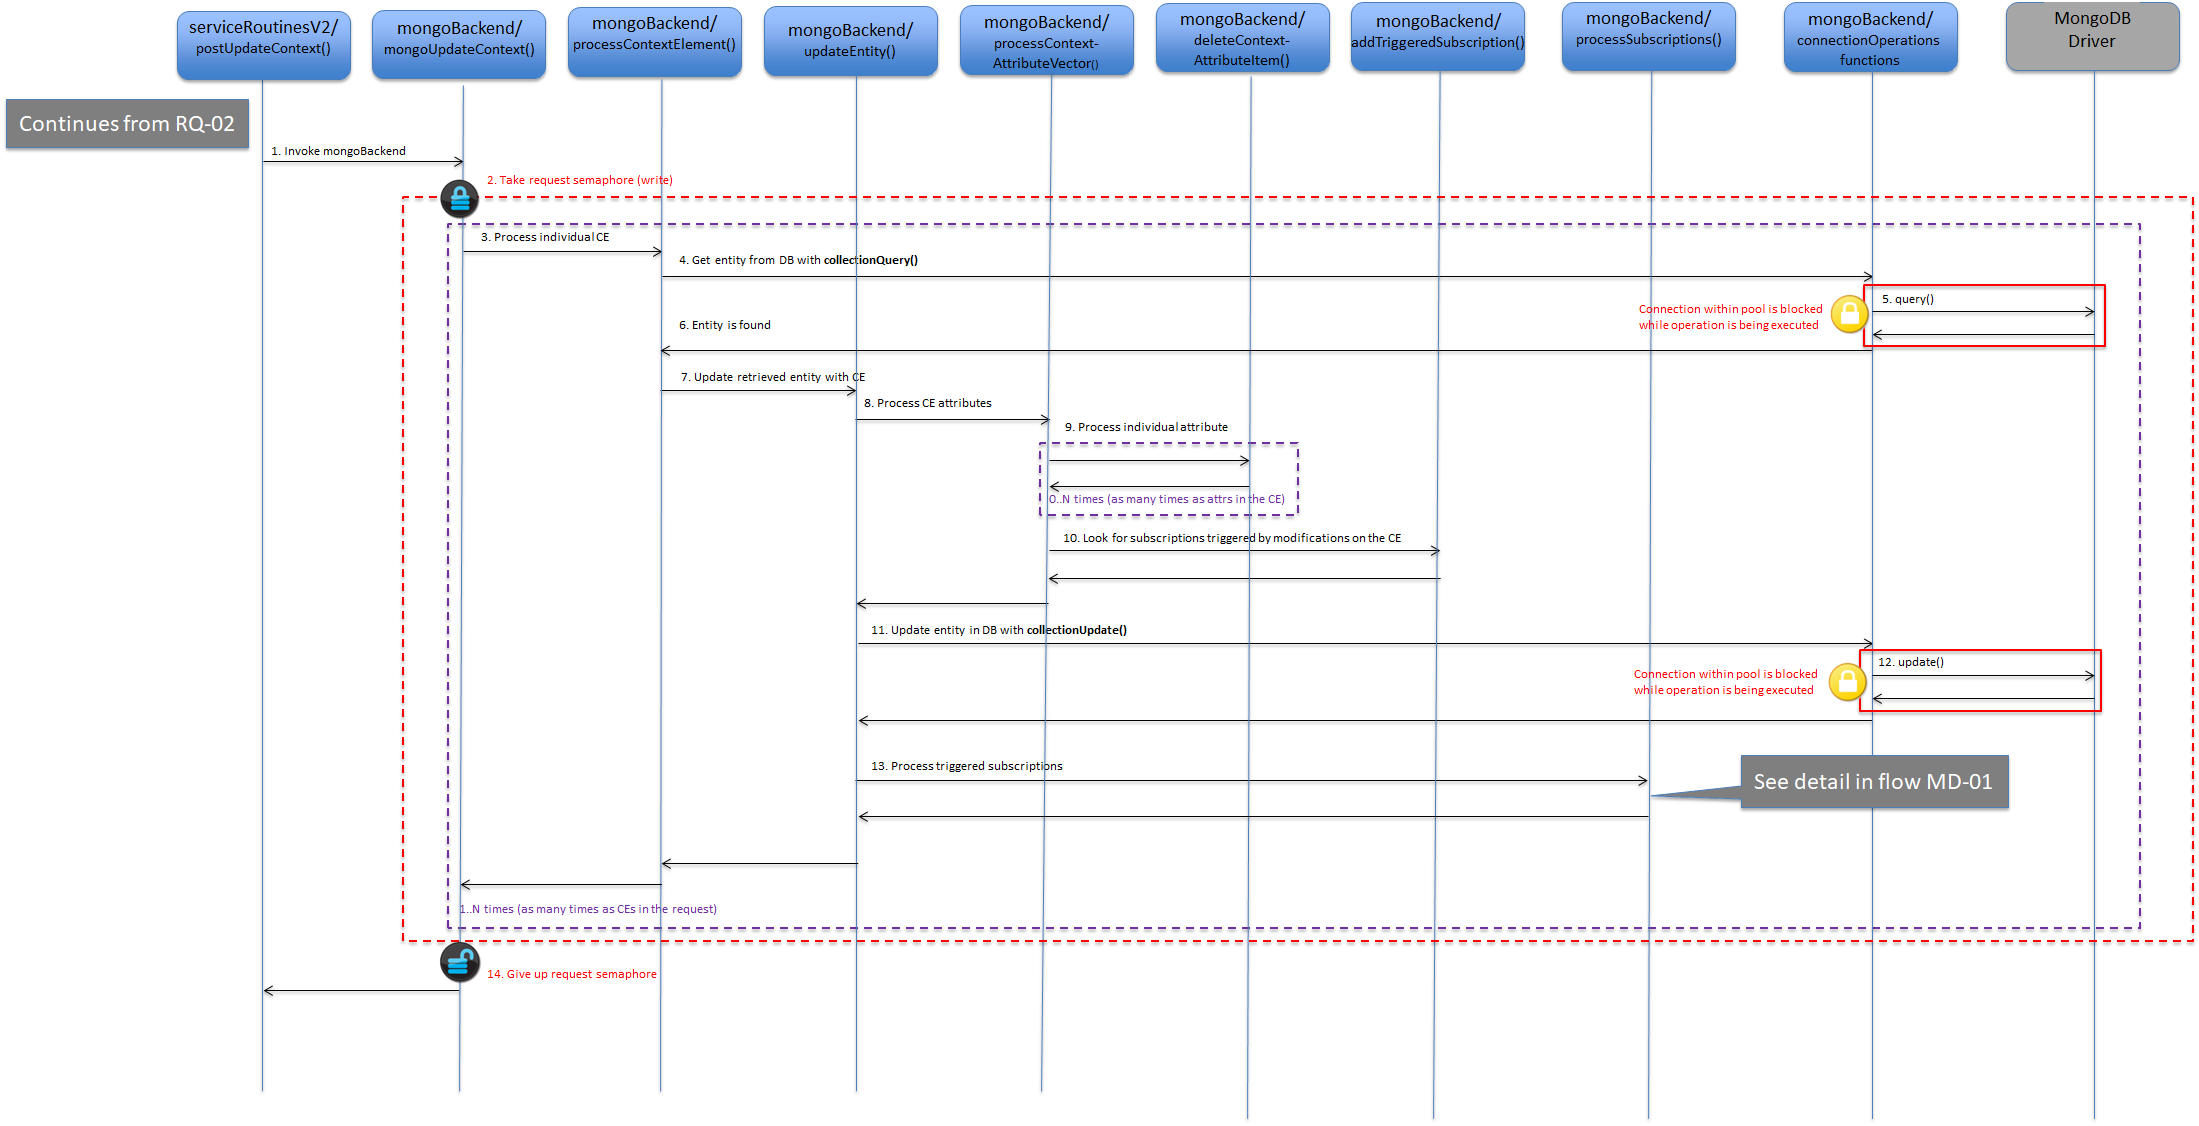 serviceRoutinesV2/
postUpdateContext()
mongoBackend/
mongoUpdateContext()
mongoBackend/
processContextElement()
mongoBackend/
updateEntity()
mongoBackend/
processContext-
AttributeVector()
mongoBackend/
deleteContext-
AttributeItem()
mongoBackend/
addTriggeredSubscription()
mongoBackend/
processSubscriptions()
mongoBackend/
connectionOperations
functions
MongoDB
Driver
Continues from RQ-02
1. Invoke mongoBackend
2. Take request semaphore (write)
3. Process individual CE
4. Get entity from DB with collectionQuery()
5. query()
Connection within pool is blocked
while operation is being executed
6. Entity is found
7. Update retrieved entity with CE
8. Process CE attributes
9. Process individual attribute
0..N times (as many times as attrs in the CE)
10. Look for subscriptions triggered by modifications on the CE
11. Update entity in DB with collectionUpdate()
12. update()
Connection within pool is blocked
while operation is being executed
13. Process triggered subscriptions
See detail in flow MD-01
1..N times (as many times as CEs in the request)
14. Give up request semaphore